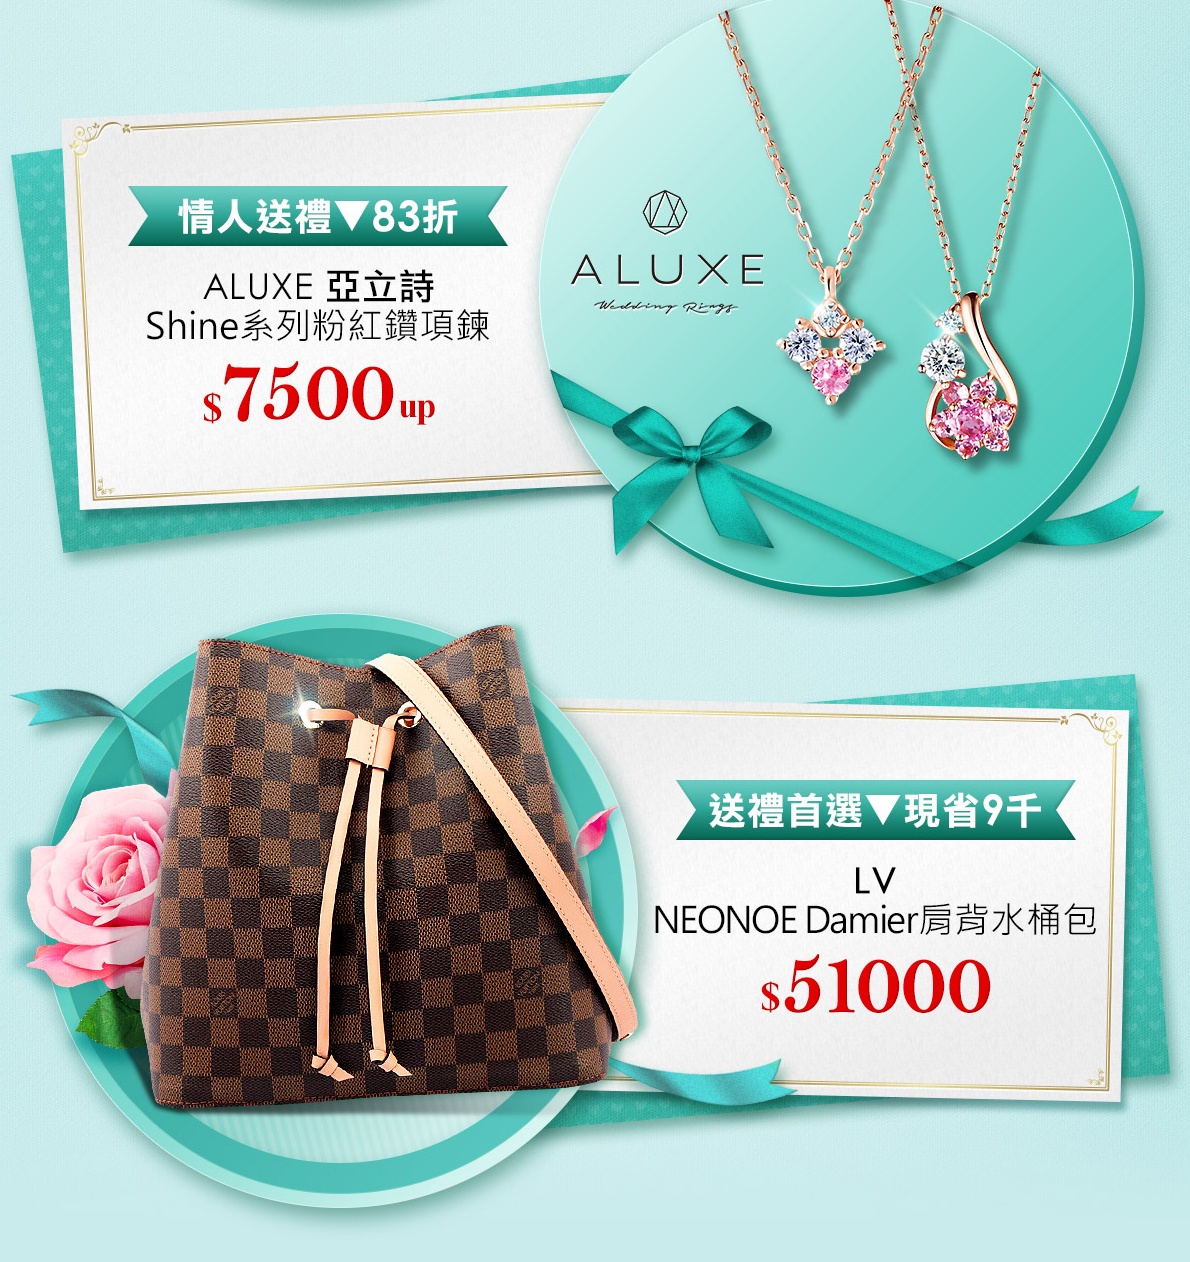 情人送禮▼83折
ALUXE 亞立詩
Shine系列粉紅鑽項鍊
$7500up
ALUXE
Wedding Rings
送禮首選▼現省9千
LV
NEONOE Damier肩背水桶包
$51000